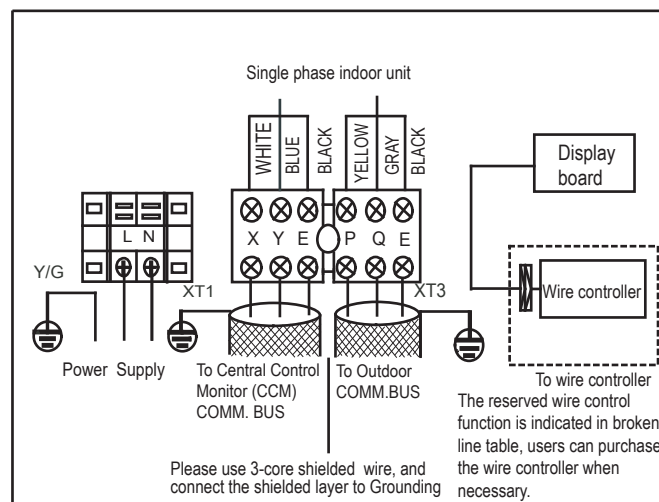 Single phase indoor unit
WHITE
BLUE
BLACK
YELLOW
GRAY
BLACK
Display
board
L N
X Y E P Q E
Y/G
XT1
XT3
Wire controller
Power Supply
To Central Control
Monitor (CCM)
COMM. BUS
To Outdoor
COMM.BUS
To wire controller
The reserved wire control
function is indicated in broken
line table, users can purchase
the wire controller when
necessary.
Please use 3-core shielded wire, and
connect the shielded layer to Grounding